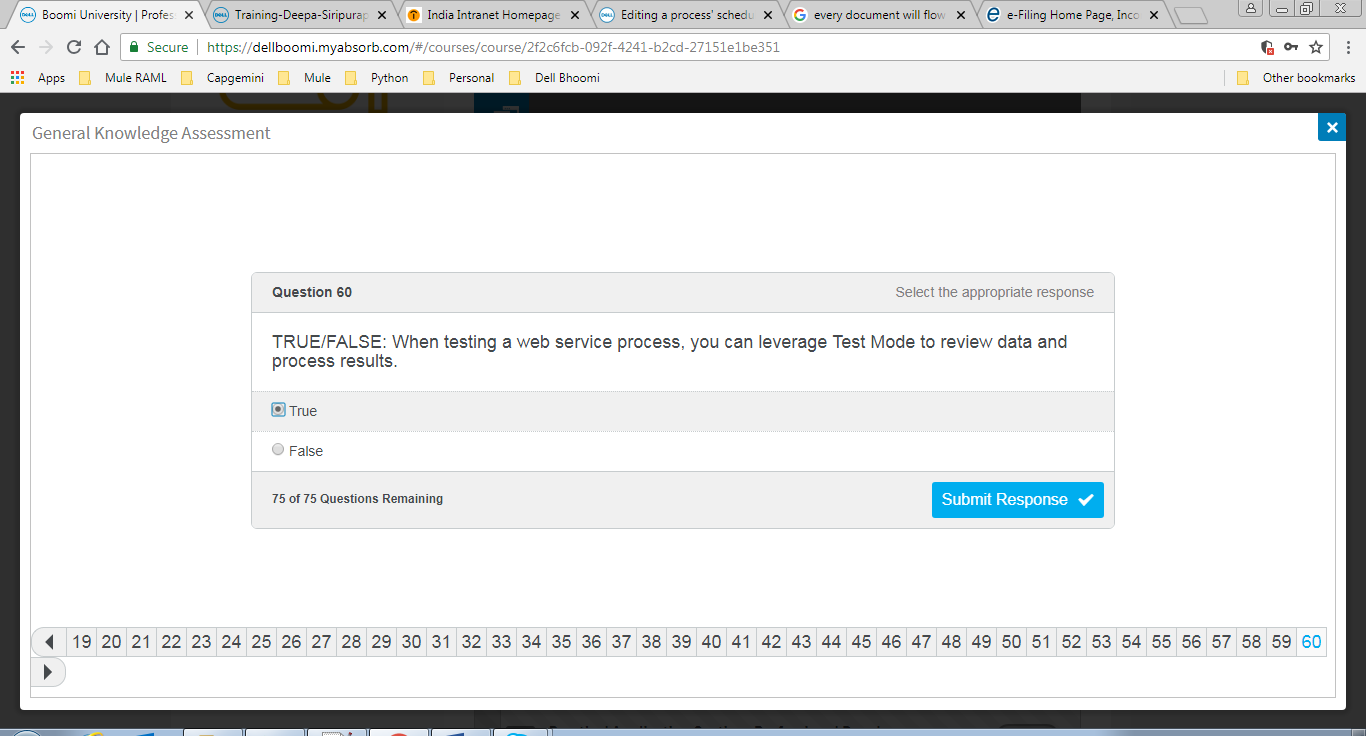 Boomi University | Profes
Training-Deepa-Siripurap
India Intranet Homepage
Editing a process' schedu
every document will flow
e-Filing Home Page, Inco
Secure
https://dellboomi.myabsorb.com/#/courses/course/2f2c6fcb-092f-4241-b2cd-27151e1be351
Apps Mule RAML Capgemini Mule Python Personal Dell Bhoomi Other bookmarks
General Knowledge Assessment
Question 60 Select the appropriate response
TRUE/FALSE: When testing a web service process, you can leverage Test Mode to review data and
process results.
True
False
75 of 75 Questions Remaining Submit Response
19 20 21 22 23 24 25 26 27 28 29 30 31 32 33 34 35 36 37 38 39 40 41 42 43 44 45 46 47 48 49 50 51 52 53 54 55 56 57 58 59 60